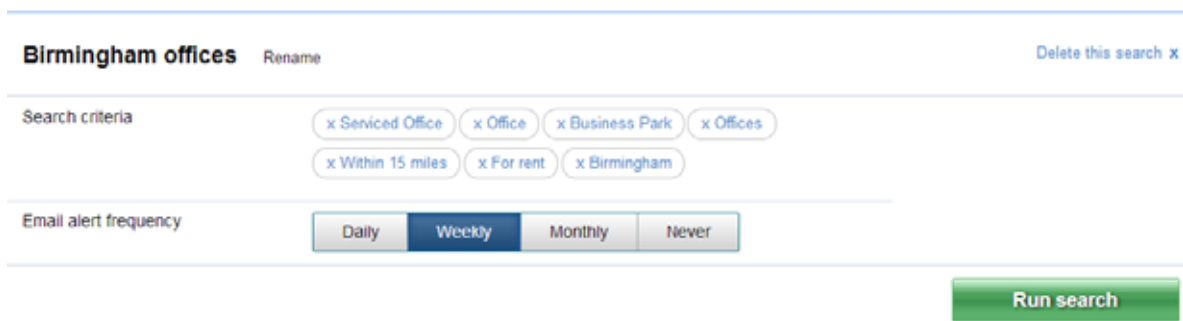 Birmingham offices Rename Delete this search x
Search criteria x Serviced Office x Office x Business Park x Offices
x Within 15 miles x For rent x Birmingham
Email alert frequency Daily Weekly Monthly Never
Run search